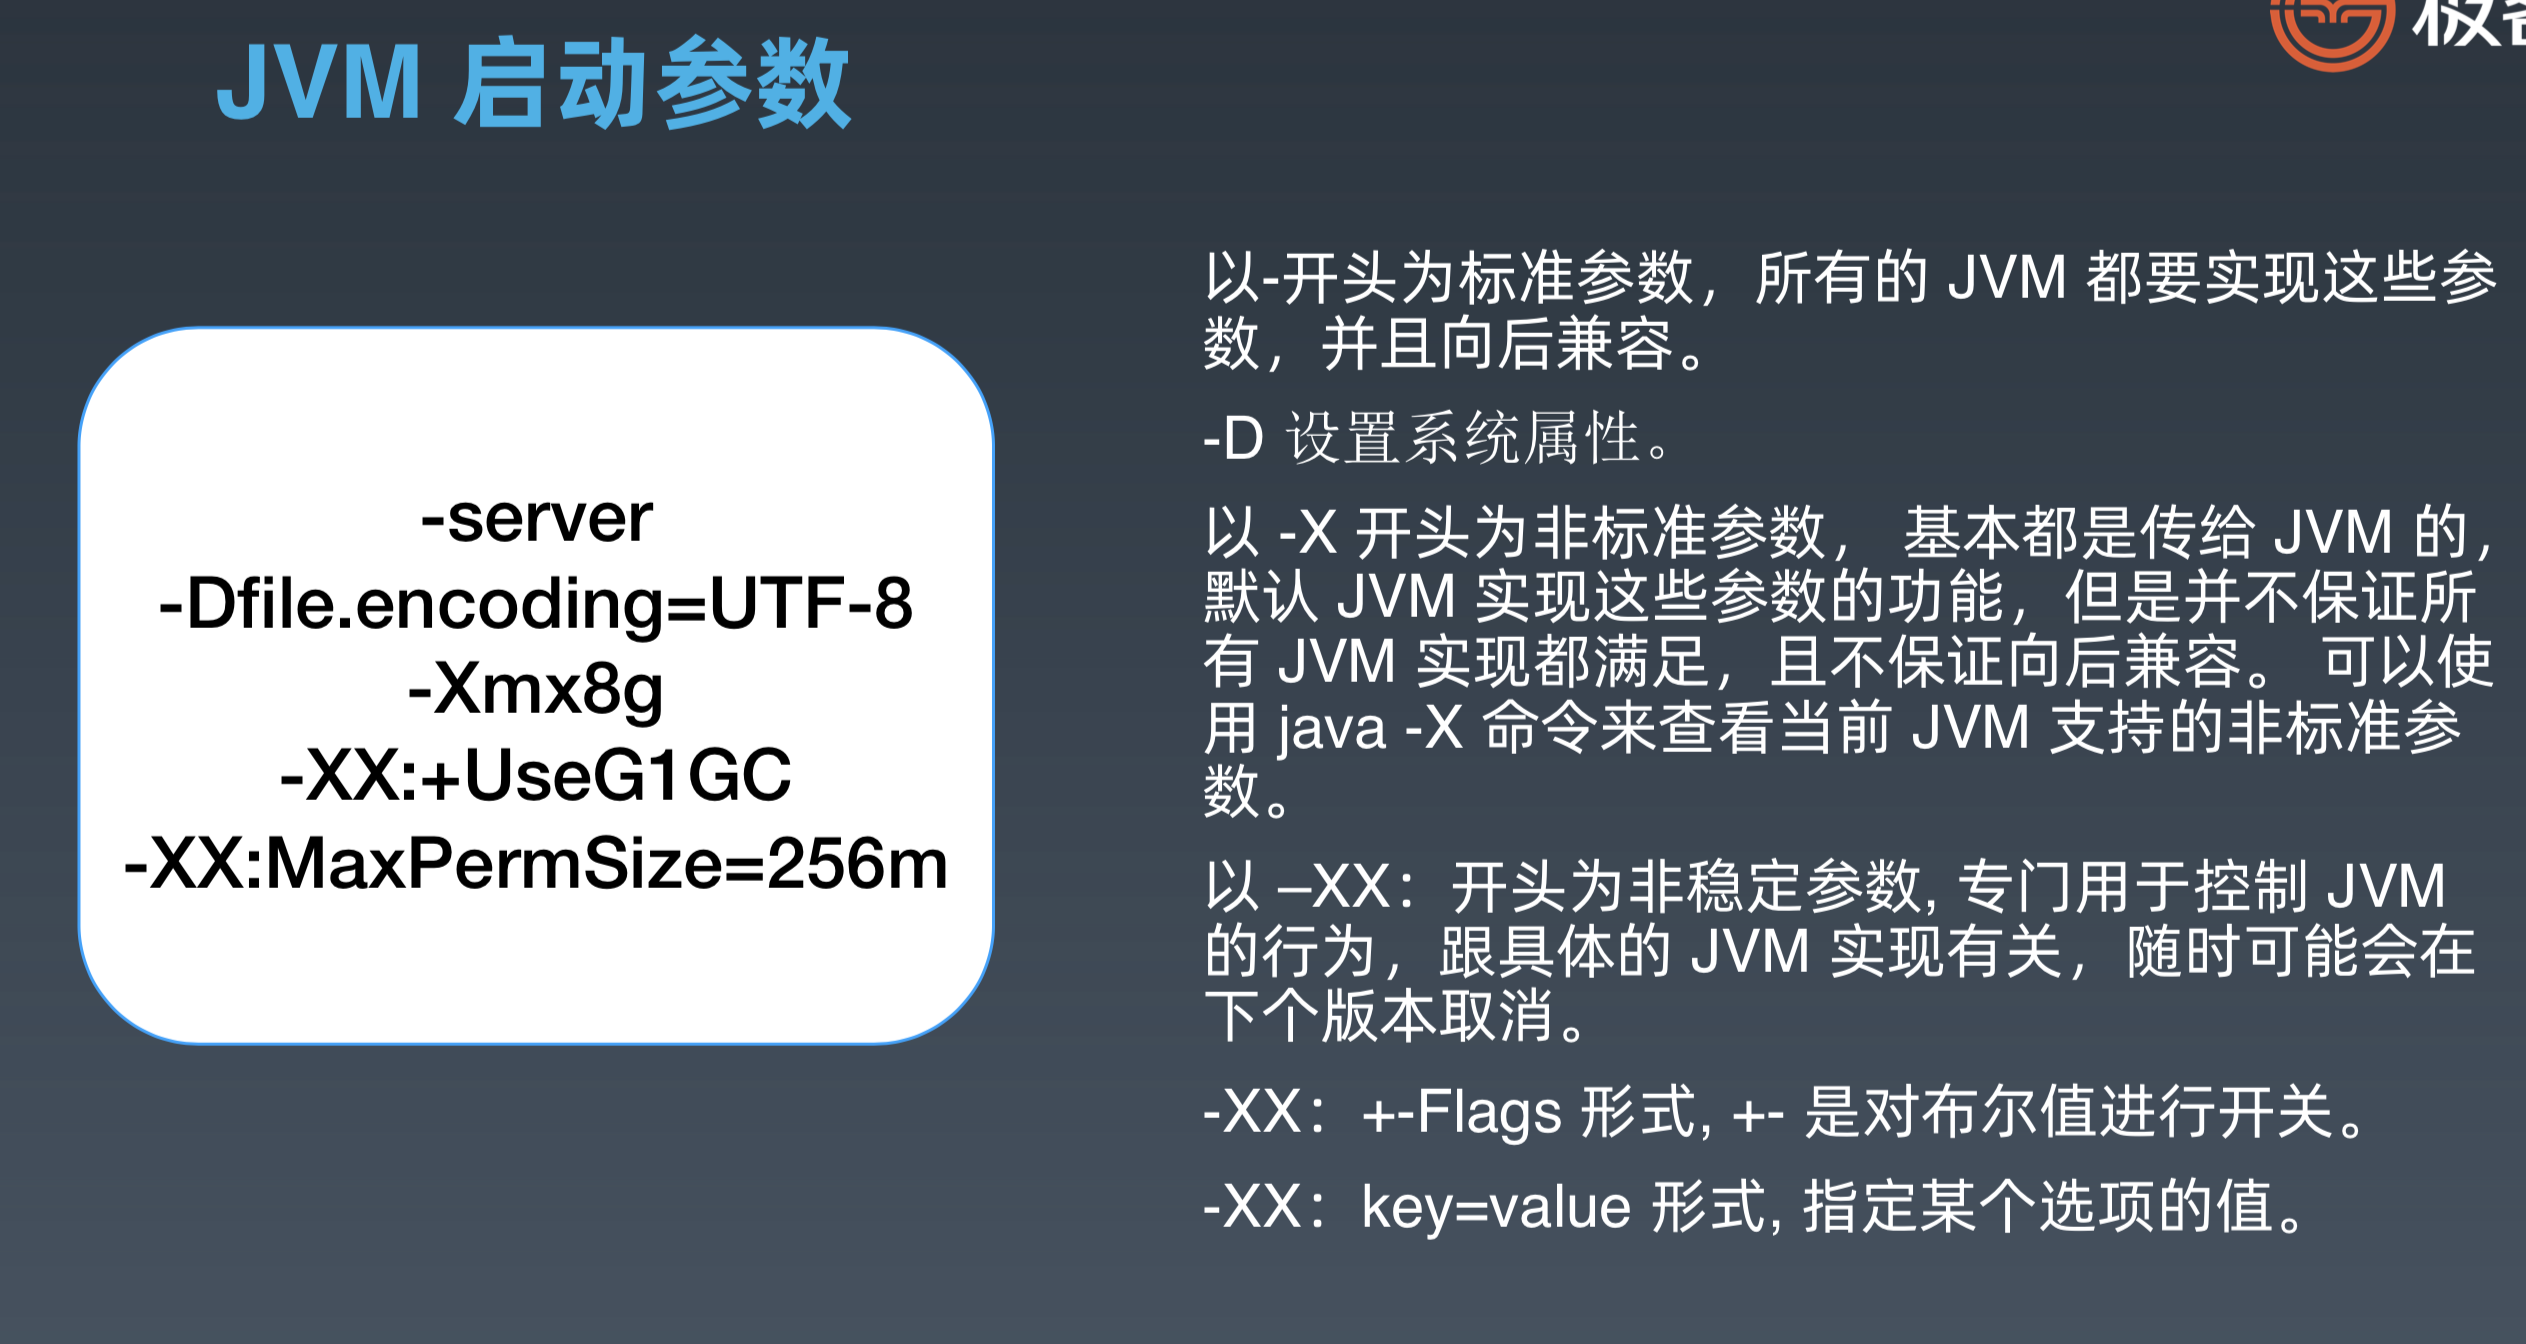 JVM 启动参数
-server
-Dfile.encoding=UTF-8
-Xmx8g
-XX:+UseG1GC
-XX:MaxPermSize=256m
以-开头为标准参数，所有的 JVM 都要实现这些参
数，并且向后兼容。
-D 设置系统属性。
以 -X 开头为非标准参数， 基本都是传给 JVM 的，
默认 JVM 实现这些参数的功能，但是并不保证所
有 JVM 实现都满足，且不保证向后兼容。 可以使
用 java -X 命令来查看当前 JVM 支持的非标准参
数。
以 –XX：开头为非稳定参数, 专门用于控制 JVM
的行为，跟具体的 JVM 实现有关，随时可能会在
下个版本取消。
-XX：+-Flags 形式, +- 是对布尔值进行开关。
-XX：key=value 形式, 指定某个选项的值。